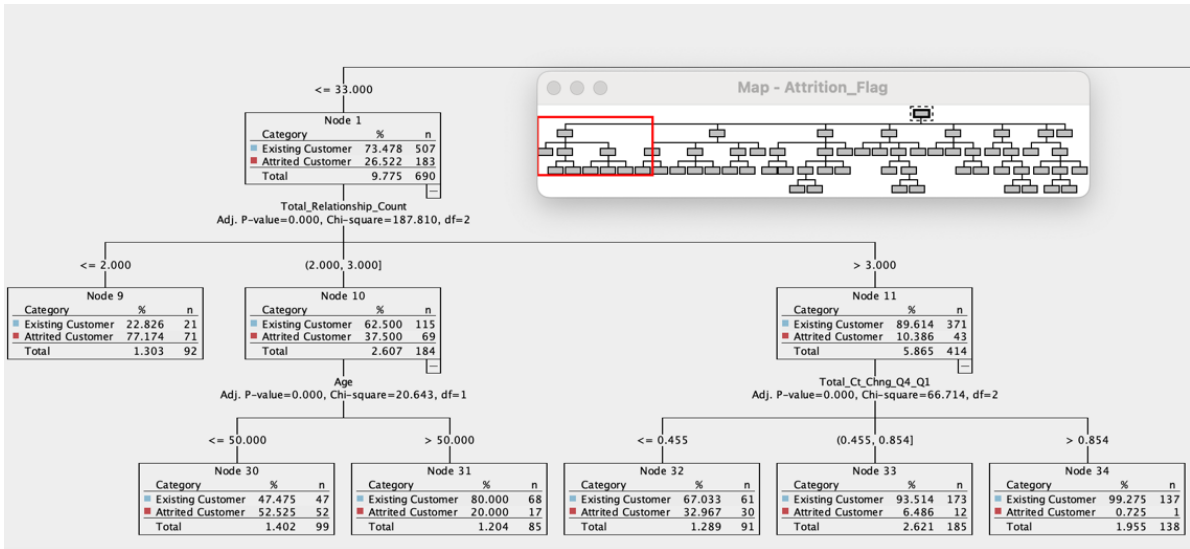 Map - Attrition_Flag
<= 33.000
Node 1
Category % n
Existing Customer 73.478 507
Attrited Customer 26.522 183
Total 9.775 690
Total_Relationship_Count
Adj. P-value=0.000, Chi-square=187.810, df=2
<= 2.000 (2.000, 3.000] > 3.000
Node 9
Category % n
Existing Customer 22.826 21
Attrited Customer 77.174 71
Total 1.303 92
Node 10
Category % n
Existing Customer 62.500 115
Attrited Customer 37.500 69
Total 2.607 184
Node 11
Category % n
Existing Customer 89.614 371
Attrited Customer 10.386 43
Total 5.865 414
Age
Adj. P-value=0.000, Chi-square=20.643, df=1
Total_Ct_Chng_Q4_Q1
Adj. P-value=0.000, Chi-square=66.714, df=2
<= 50.000 > 50.000 <= 0.455 (0.455, 0.854] > 0.854
Node 30
Category % n
Existing Customer 47.475 47
Attrited Customer 52.525 52
Total 1.402 99
Node 31
Category % n
Existing Customer 80.000 68
Attrited Customer 20.000 17
Total 1.204 85
Node 32
Category % n
Existing Customer 67.033 61
Attrited Customer 32.967 30
Total 1.289 91
Node 33
Category % n
Existing Customer 93.514 173
Attrited Customer 6.486 12
Total 2.621 185
Node 34
Category % n
Existing Customer 99.275 137
Attrited Customer 0.725 1
Total 1.955 138